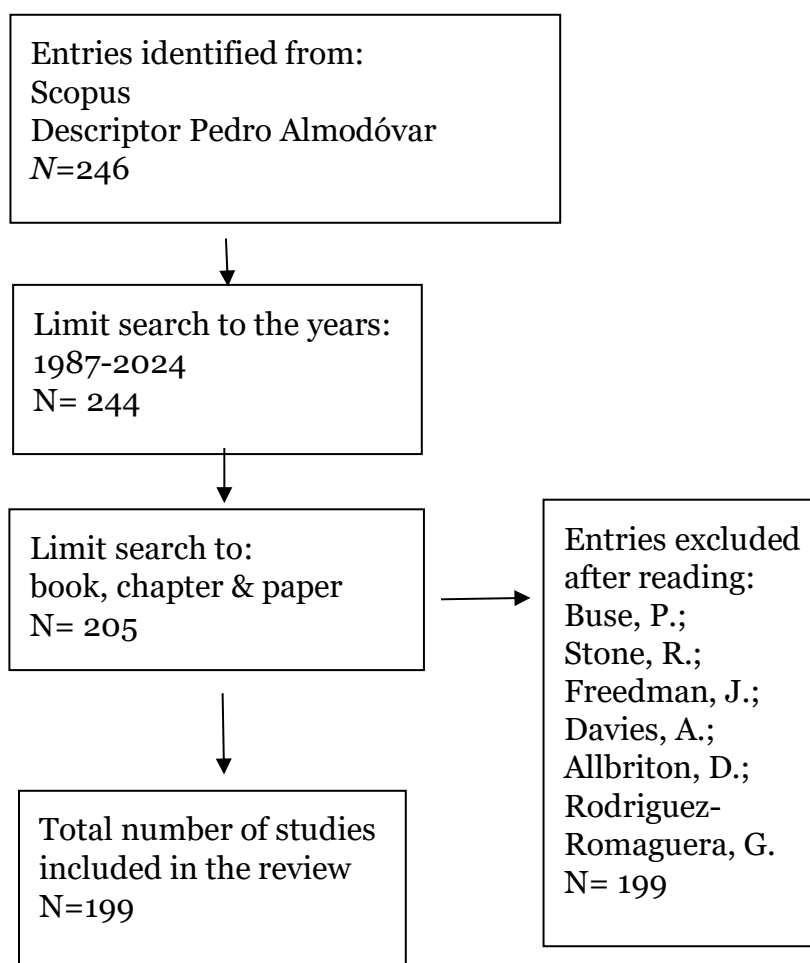 Entries identified from:
Scopus
Descriptor Pedro Almodóvar
N=246
Limit search to the years:
1987-2024
N= 244
Limit search to:
book, chapter & paper
N= 205
Entries excluded
after reading:
Buse, P.;
Stone, R.;
Freedman, J.;
Davies, A.;
Allbriton, D.;
Rodriguez-
Romaguera, G.
N= 199
Total number of studies
included in the review
N=199